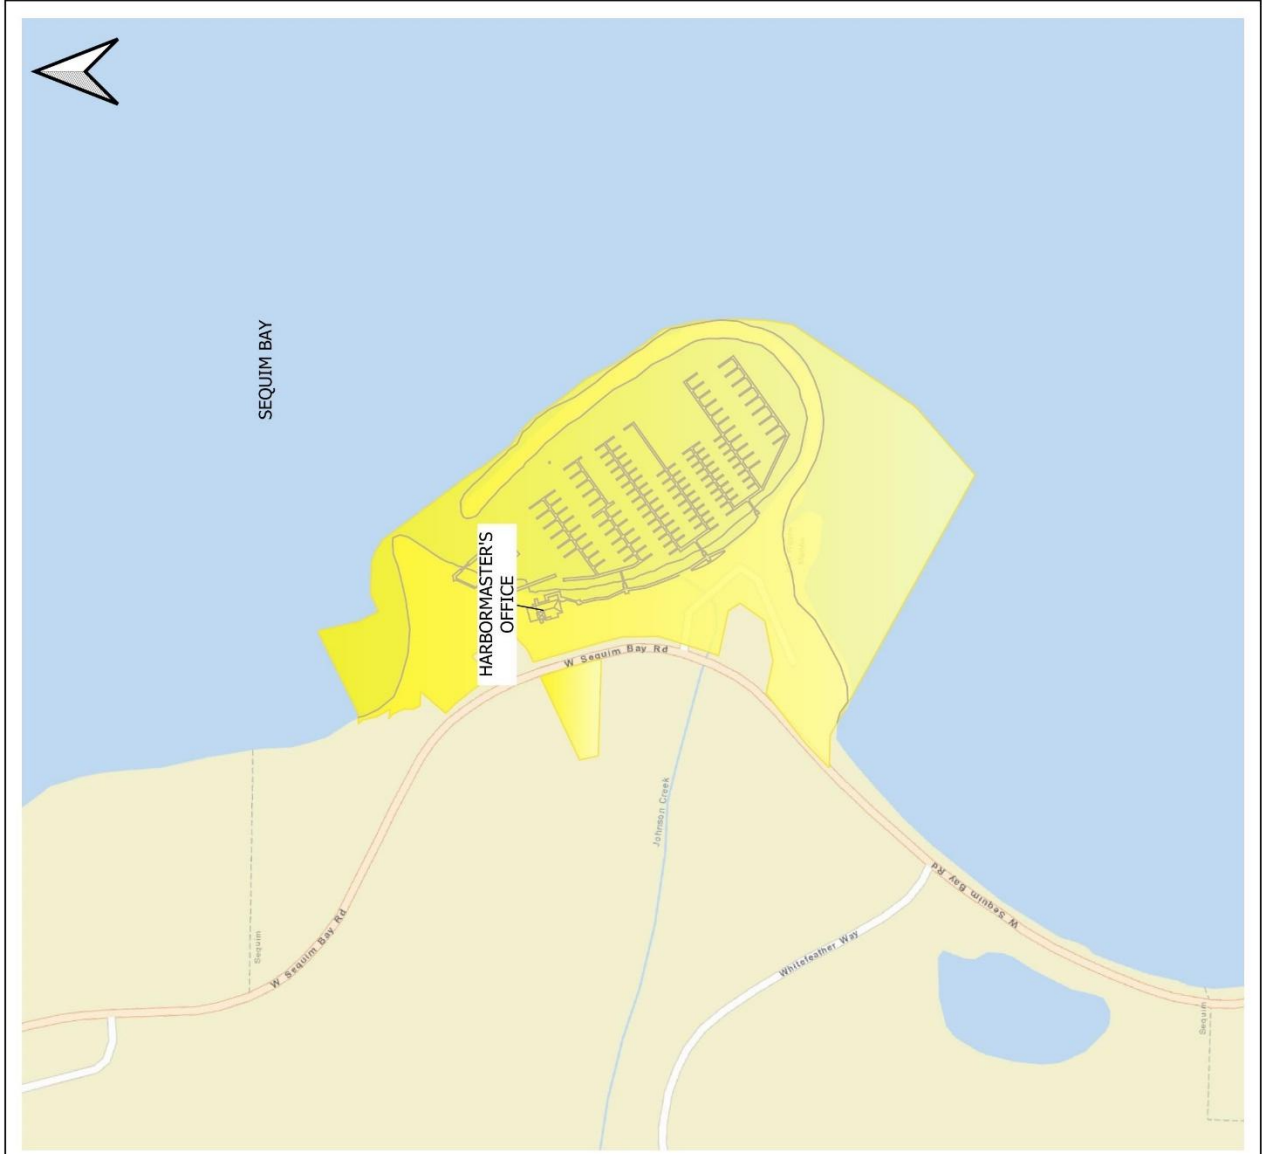 SEQUIM BAY
HARBORMASTER'S
OFFICE
W Sequim Bay Rd
Johnson Creek
W Sequim Bay Rd
Whitefeather Way
Sequim
W Sequim Bay Rd
Sequim